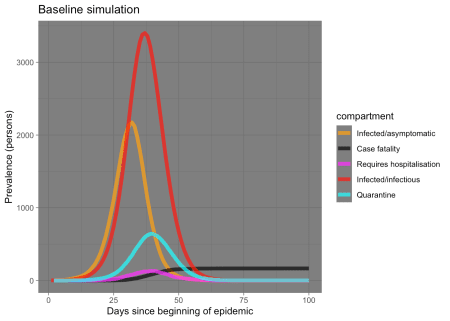 Baseline simulation
Prevalence (persons)
3000
2000
1000
0
0 25 50 75 100
Days since beginning of epidemic
compartment
Infected/asymptomatic
Case fatality
Requires hospitalisation
Infected/infectious
Quarantine